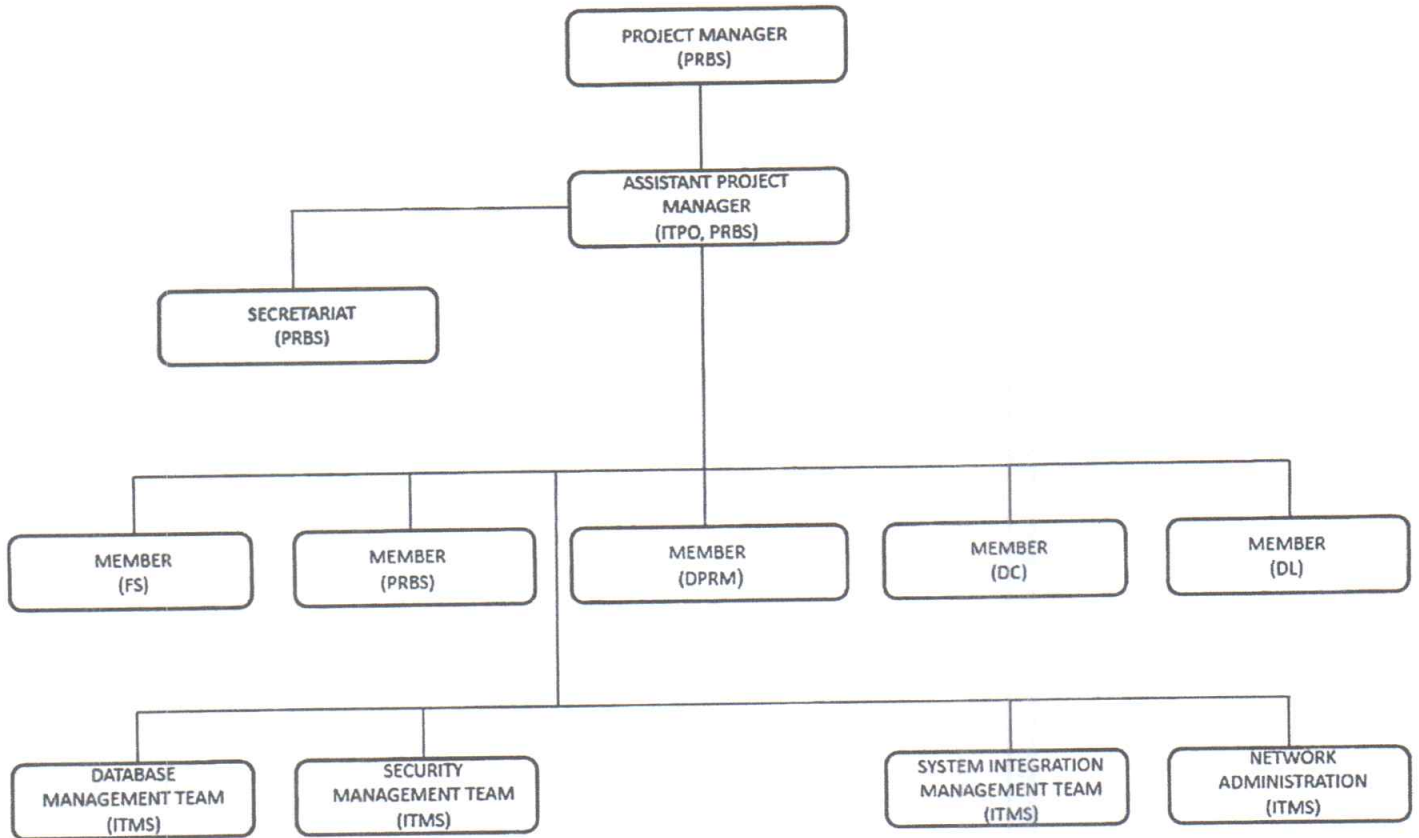 PROJECT MANAGER
(PRBS)
ASSISTANT PROJECT
MANAGER
(ITPO, PRBS)
SECRETARIAT
(PRBS)
MEMBER
(FS)
MEMBER
(PRBS)
MEMBER
(DPRM)
MEMBER
(DC)
MEMBER
(DL)
DATABASE
MANAGEMENT TEAM
(ITMS)
SECURITY
MANAGEMENT TEAM
(ITMS)
SYSTEM INTEGRATION
MANAGEMENT TEAM
(ITMS)
NETWORK
ADMINISTRATION
(ITMS)